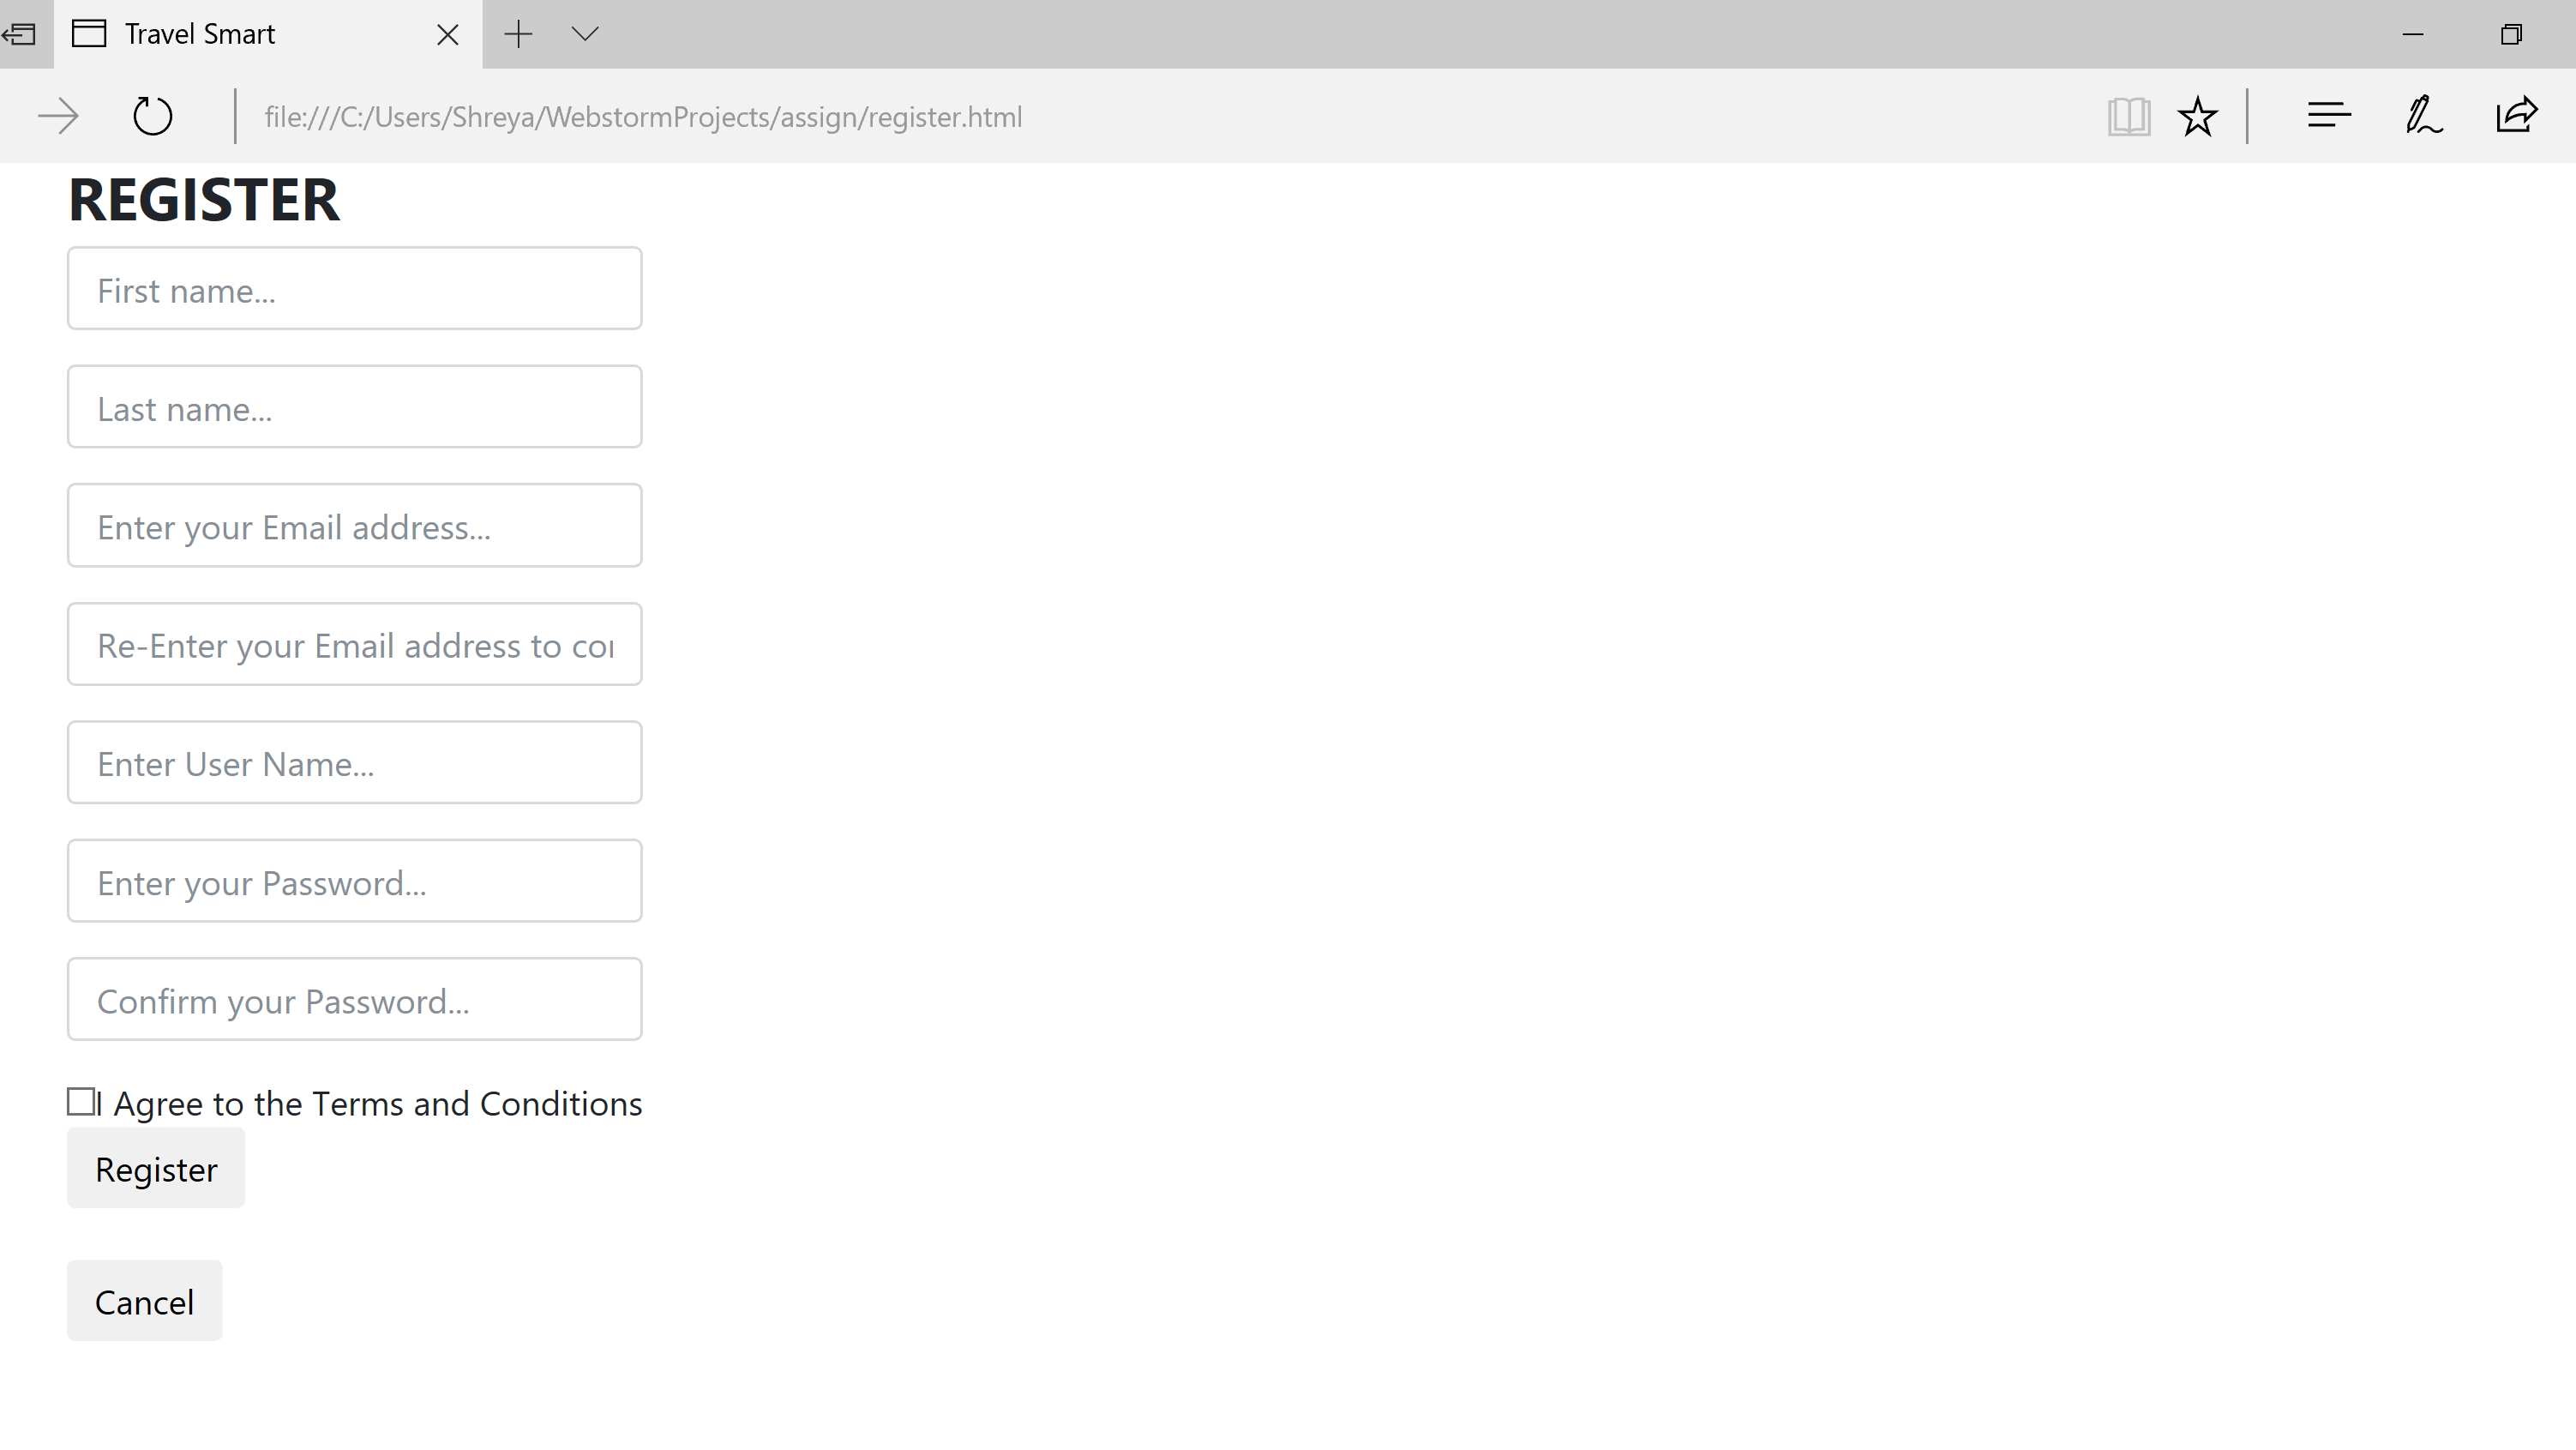 Travel Smart
file:///C:/Users/Shreya/WebstormProjects/assign/register.html
REGISTER
First name...
Last name...
Enter your Email address...
Re-Enter your Email address to
Enter User Name...
Enter your Password...
Confirm your Password...
I Agree to the Terms and Conditions
Register
Cancel